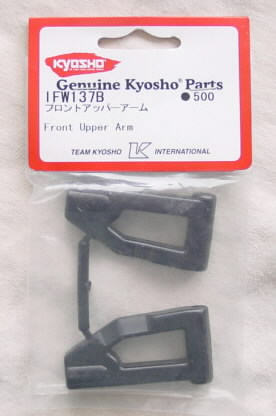 KYOSHO
Genuine Kyosho® Parts
IFW137B ●500
フロントアッパーアーム
Front Upper Arm
TEAM KYOSHO K INTERNATIONAL